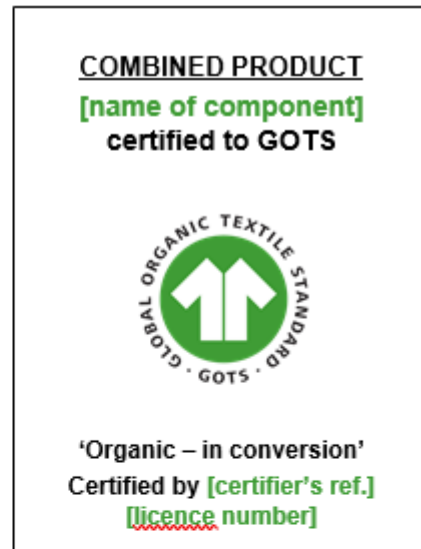 COMBINED PRODUCT
[name of component]
certified to GOTS
GLOBAL ORGANIC TEXTILE STANDARD · GOTS ·
‘Organic – in conversion’
Certified by [certifier’s ref.]
[licence number]